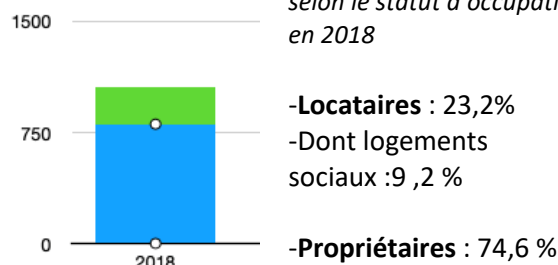 1500
750
0
2018
selon le statut d'occupati
en 2018
-Locataires : 23,2%
-Dont logements
sociaux :9 ,2 %
-Propriétaires : 74,6 %